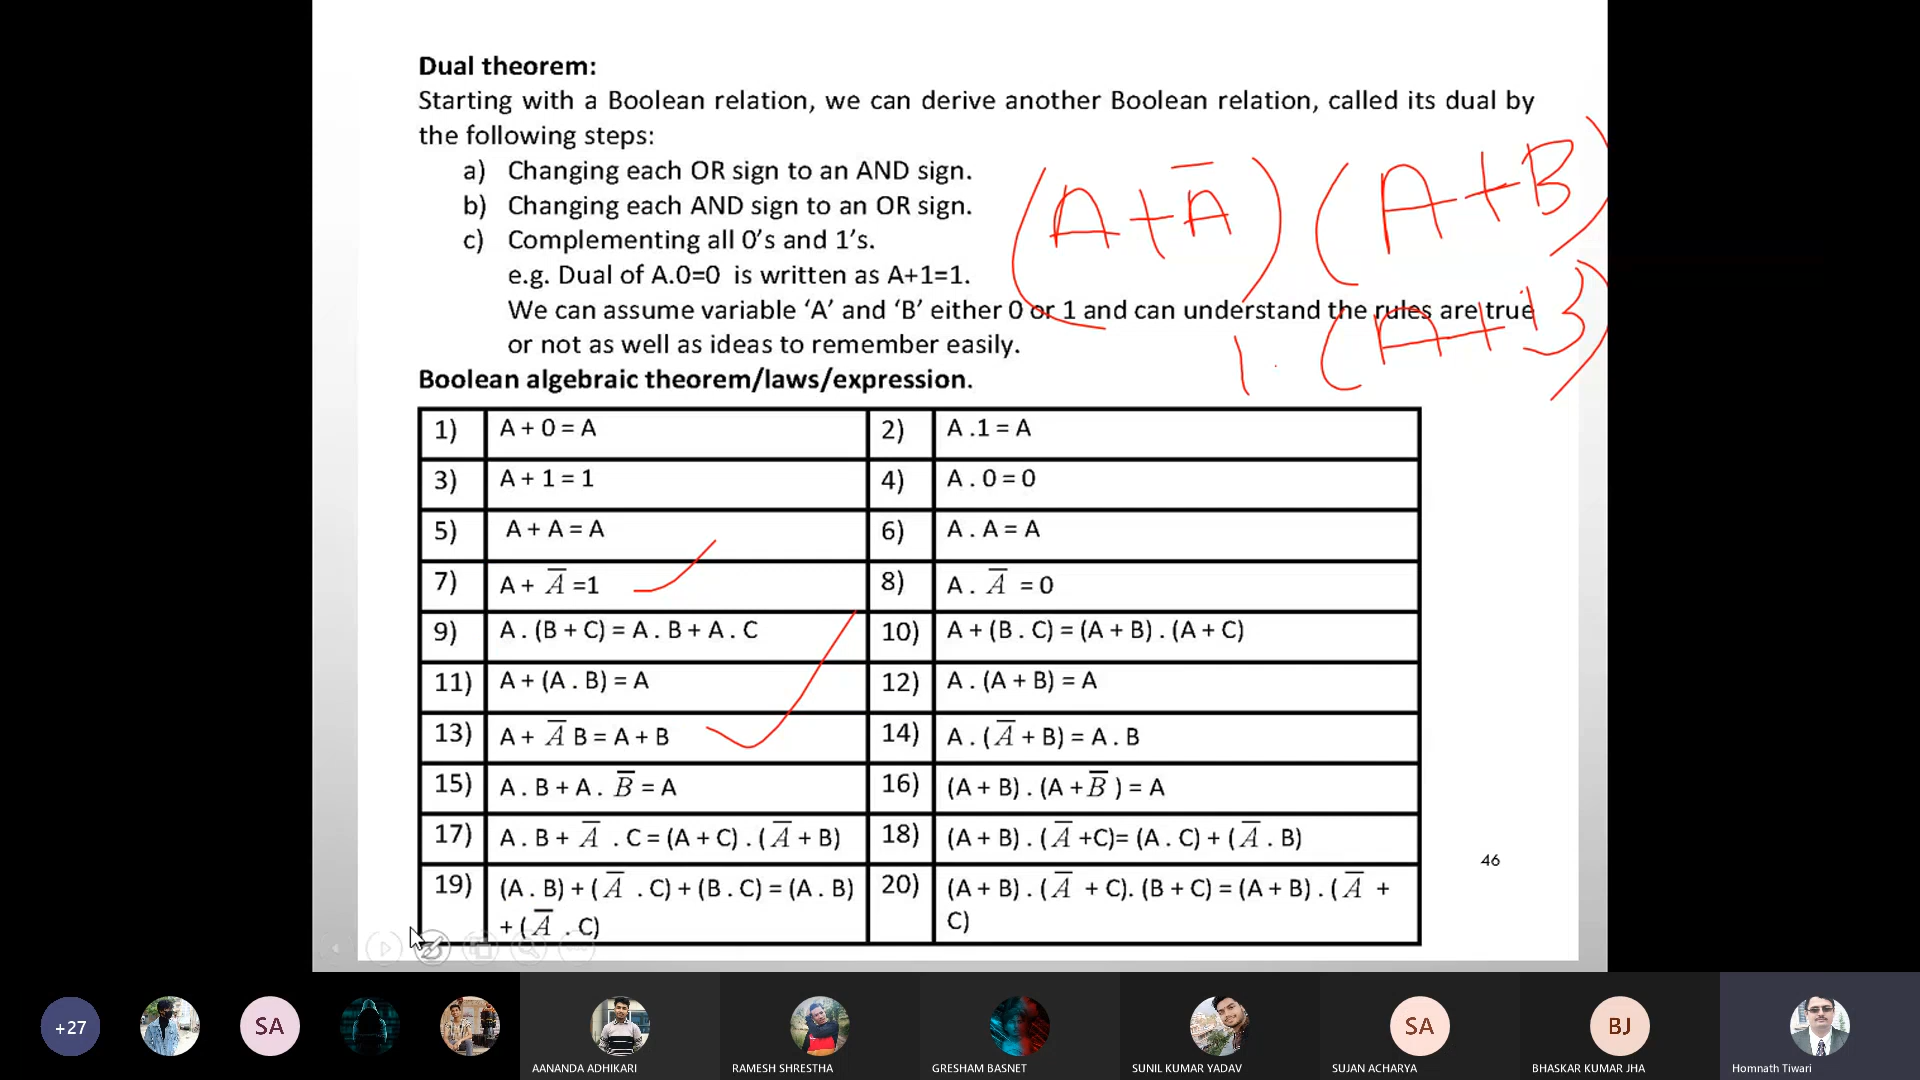 Dual theorem:
Starting with a Boolean relation, we can derive another Boolean relation, called its dual by
the following steps:
a) Changing each OR sign to an AND sign.
b) Changing each AND sign to an OR sign.
c) Complementing all 0’s and 1’s.
e.g. Dual of A.0=0 is written as A+1=1.
We can assume variable ‘A’ and ‘B’ either 0 or 1 and can understand the rules are true
or not as well as ideas to remember easily.
(A+A̅) (A+B)
1. (A+B)
Boolean algebraic theorem/laws/expression.
1) A + 0 = A 2) A .1 = A
3) A + 1 = 1 4) A . 0 = 0
5) A + A = A 6) A . A = A
7) A + A̅ =1 8) A . A̅ = 0
9) A . (B + C) = A . B + A . C 10) A + (B . C) = (A + B) . (A + C)
11) A + (A . B) = A 12) A . (A + B) = A
13) A + A̅ B = A + B 14) A . (A̅ + B) = A . B
15) A . B + A . B̅ = A 16) (A + B) . (A + B̅ ) = A
17) A . B + A̅ . C = (A + C) . ( A̅ + B) 18) (A + B) . ( A̅ +C)= (A . C) + ( A̅ . B)
19) (A . B) + ( A̅ . C) + (B . C) = (A . B) 20) (A + B) . ( A̅ + C). (B + C) = (A + B) . ( A̅ +
+ ( A̅ . C) C)
46
+27
SA
AANANDA ADHIKARI
RAMESH SHRESTHA
GRESHAM BASNET
SUNIL KUMAR YADAV
SA
SUJAN ACHARYA
BJ
BHASKAR KUMAR JHA
Homnath Tiwari